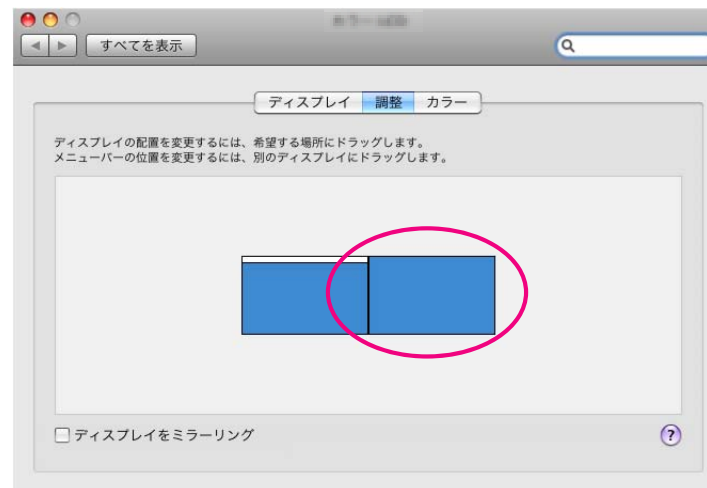 すべてを表示
ディスプレイ 調整 カラー
ディスプレイの配置を変更するには、希望する場所にドラッグします。
メニューバーの位置を変更するには、別のディスプレイにドラッグします。
ディスプレイをミラーリング
?